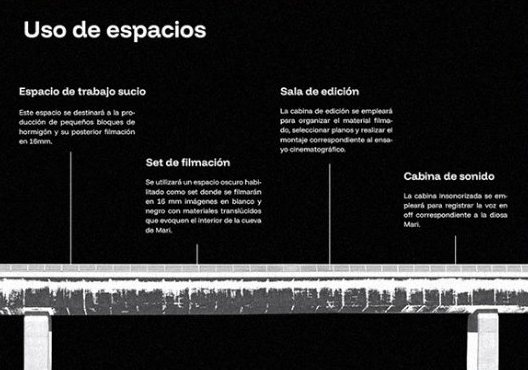 Uso de espacios
Espacio de trabajo sucio
Este espacio se destinará a la pro-
ducción de pequeños bloques de
hormigón y su posterior filmación
en 16mm.
Set de filmación
Se utilizará un espacio oscuro habi-
litado como set donde se filmarán
en 16 mm imágenes en blanco y
negro con materiales translúcidos
que evoquen el interior de la cueva
de Mari.
Sala de edición
La cabina de edición se empleará
para organizar el material filma-
do, seleccionar planos y realizar el
montaje correspondiente al ensa-
yo cinematográfico.
Cabina de sonido
La cabina insonorizada se em-
pleará para registrar la voz en
off correspondiente a la diosa
Mari.